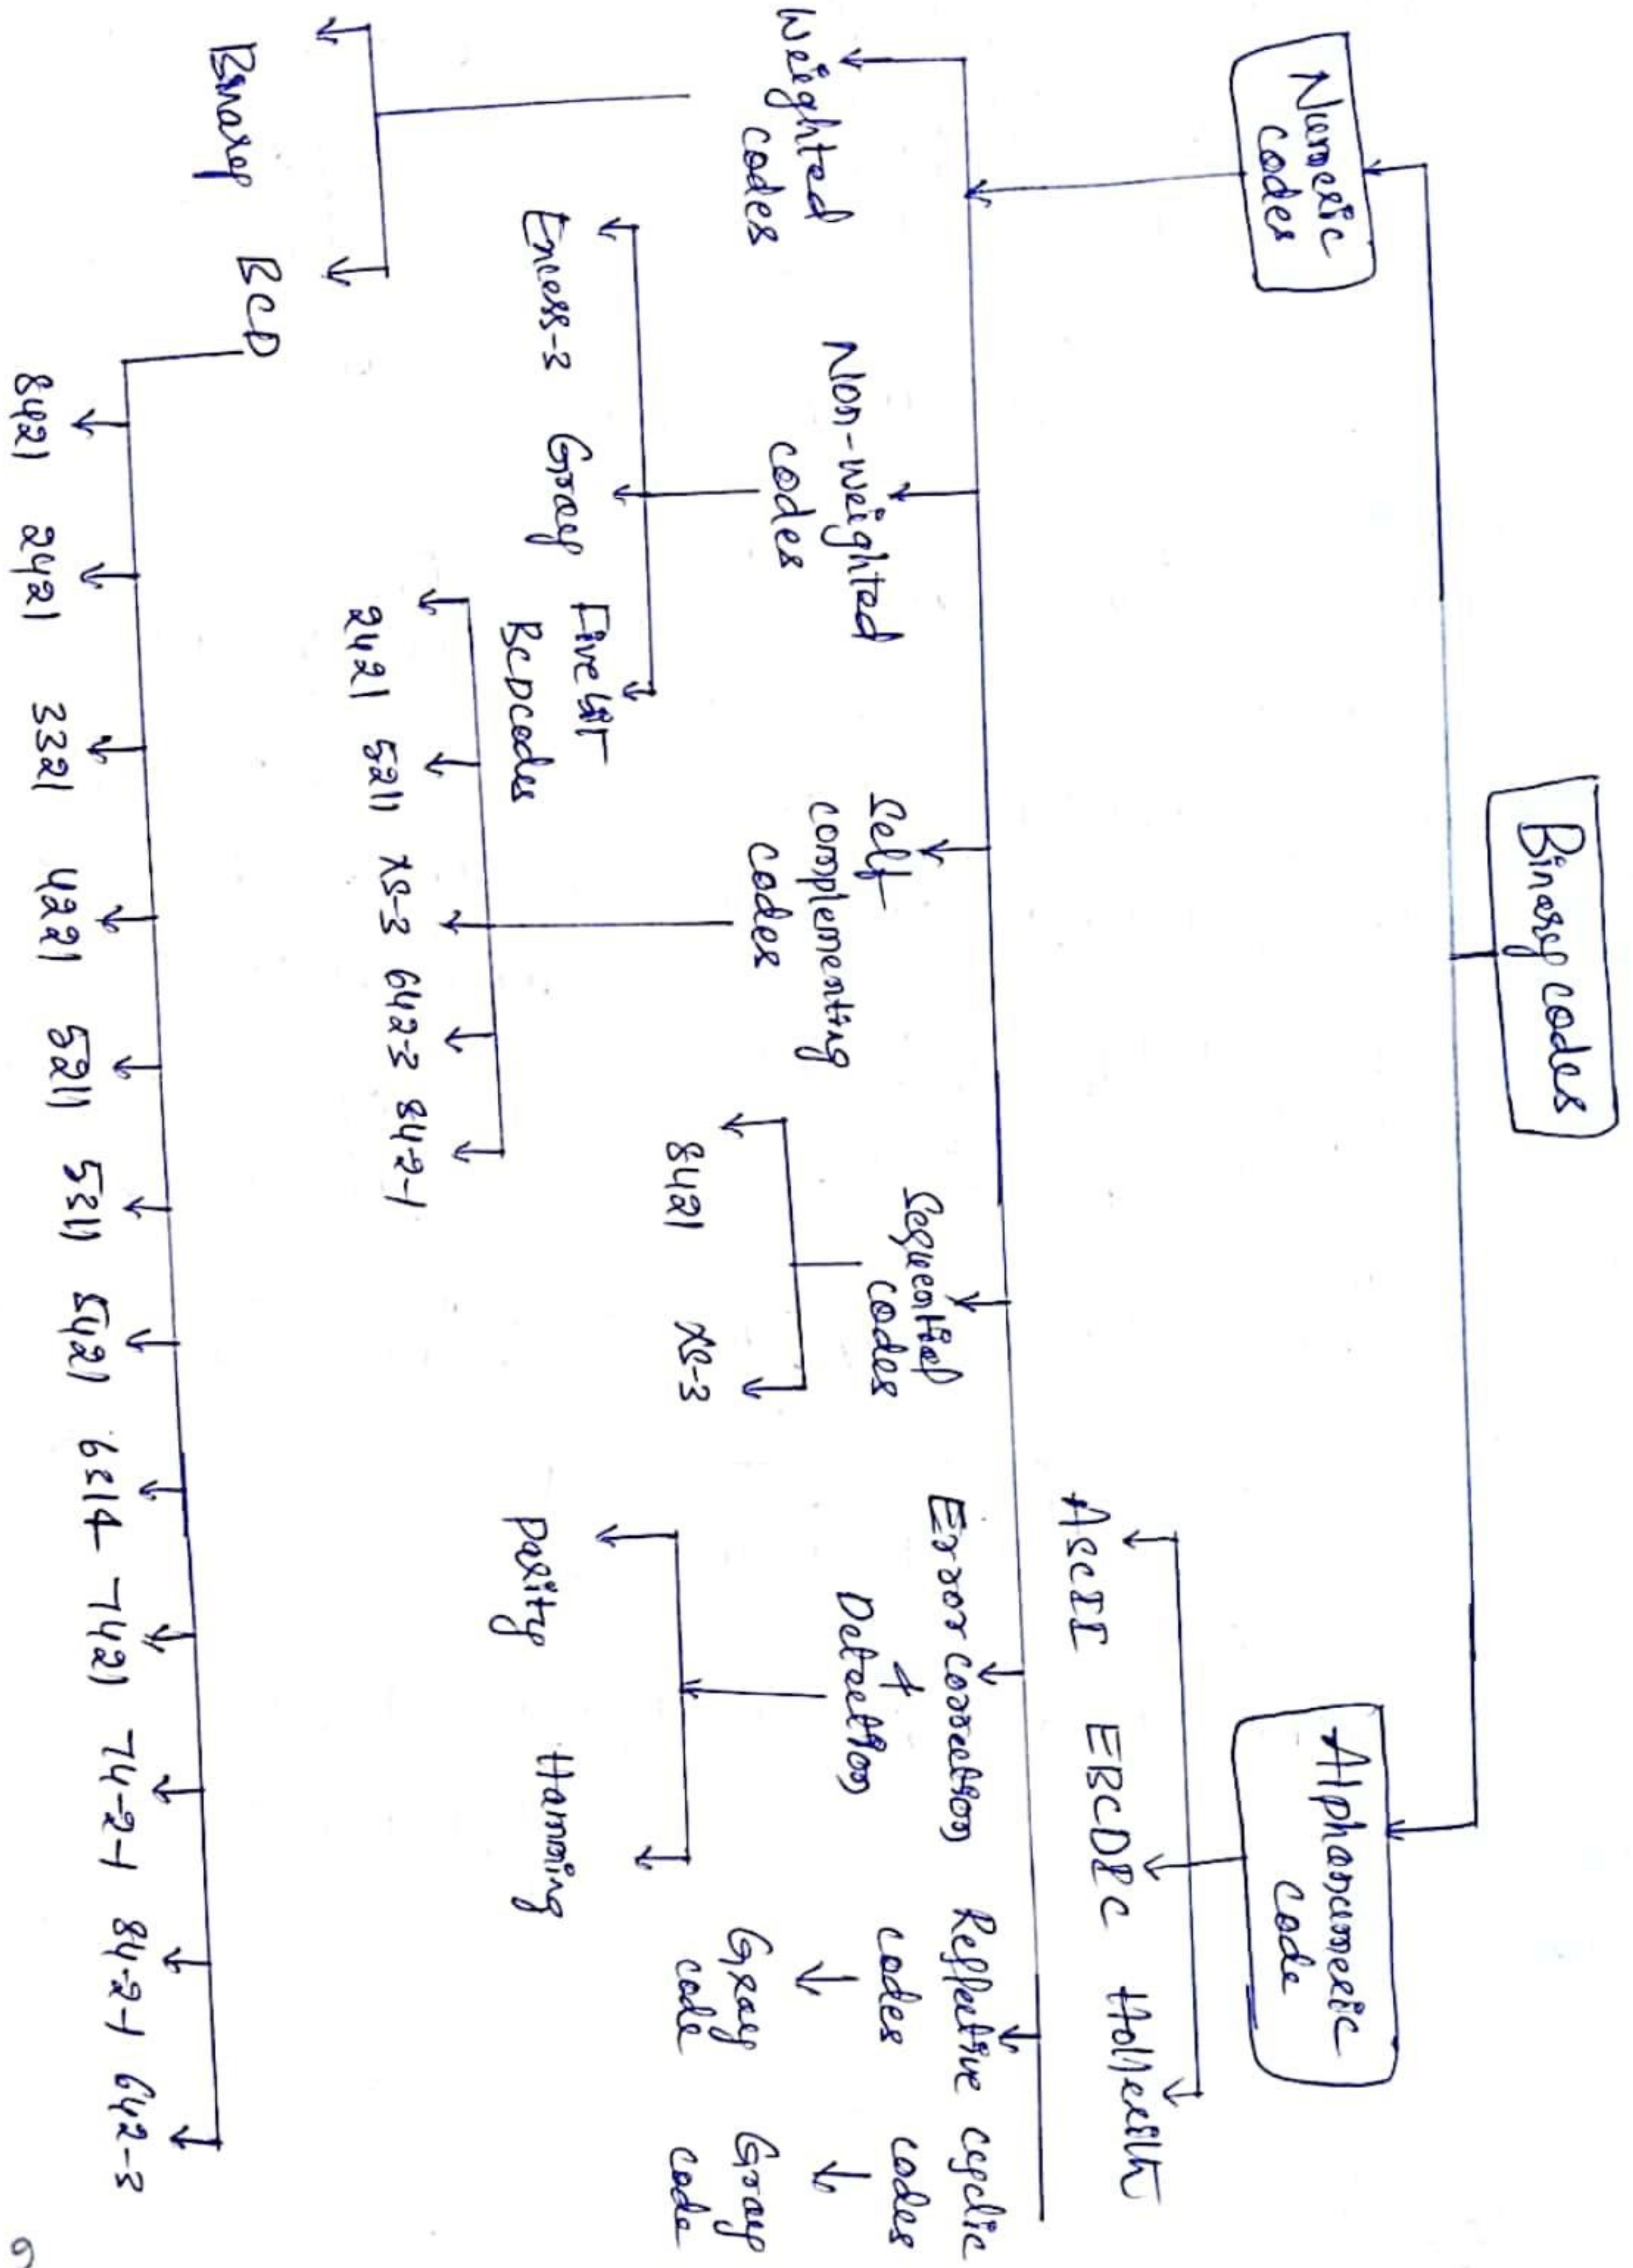 Binary codes
Numeric
codes
Alphanumeric
code
ASCII EBCDIC Hollerith
Weighted
codes
Non-weighted
codes
Self
complementing
codes
Sequential
codes
Error correction
&
Detection
Reflective
codes
cyclic
codes
Gray
code
Gray
code
8421 XS-3
Parity Hamming
Excess-3 Gray Five bit
BCD codes
2421 5211 XS-3 642-3 84-2-1
Binary BCD
8421 2421 3321 4221 5211 5311 5421 631-1 7421 74-2-1 84-2-1 642-3